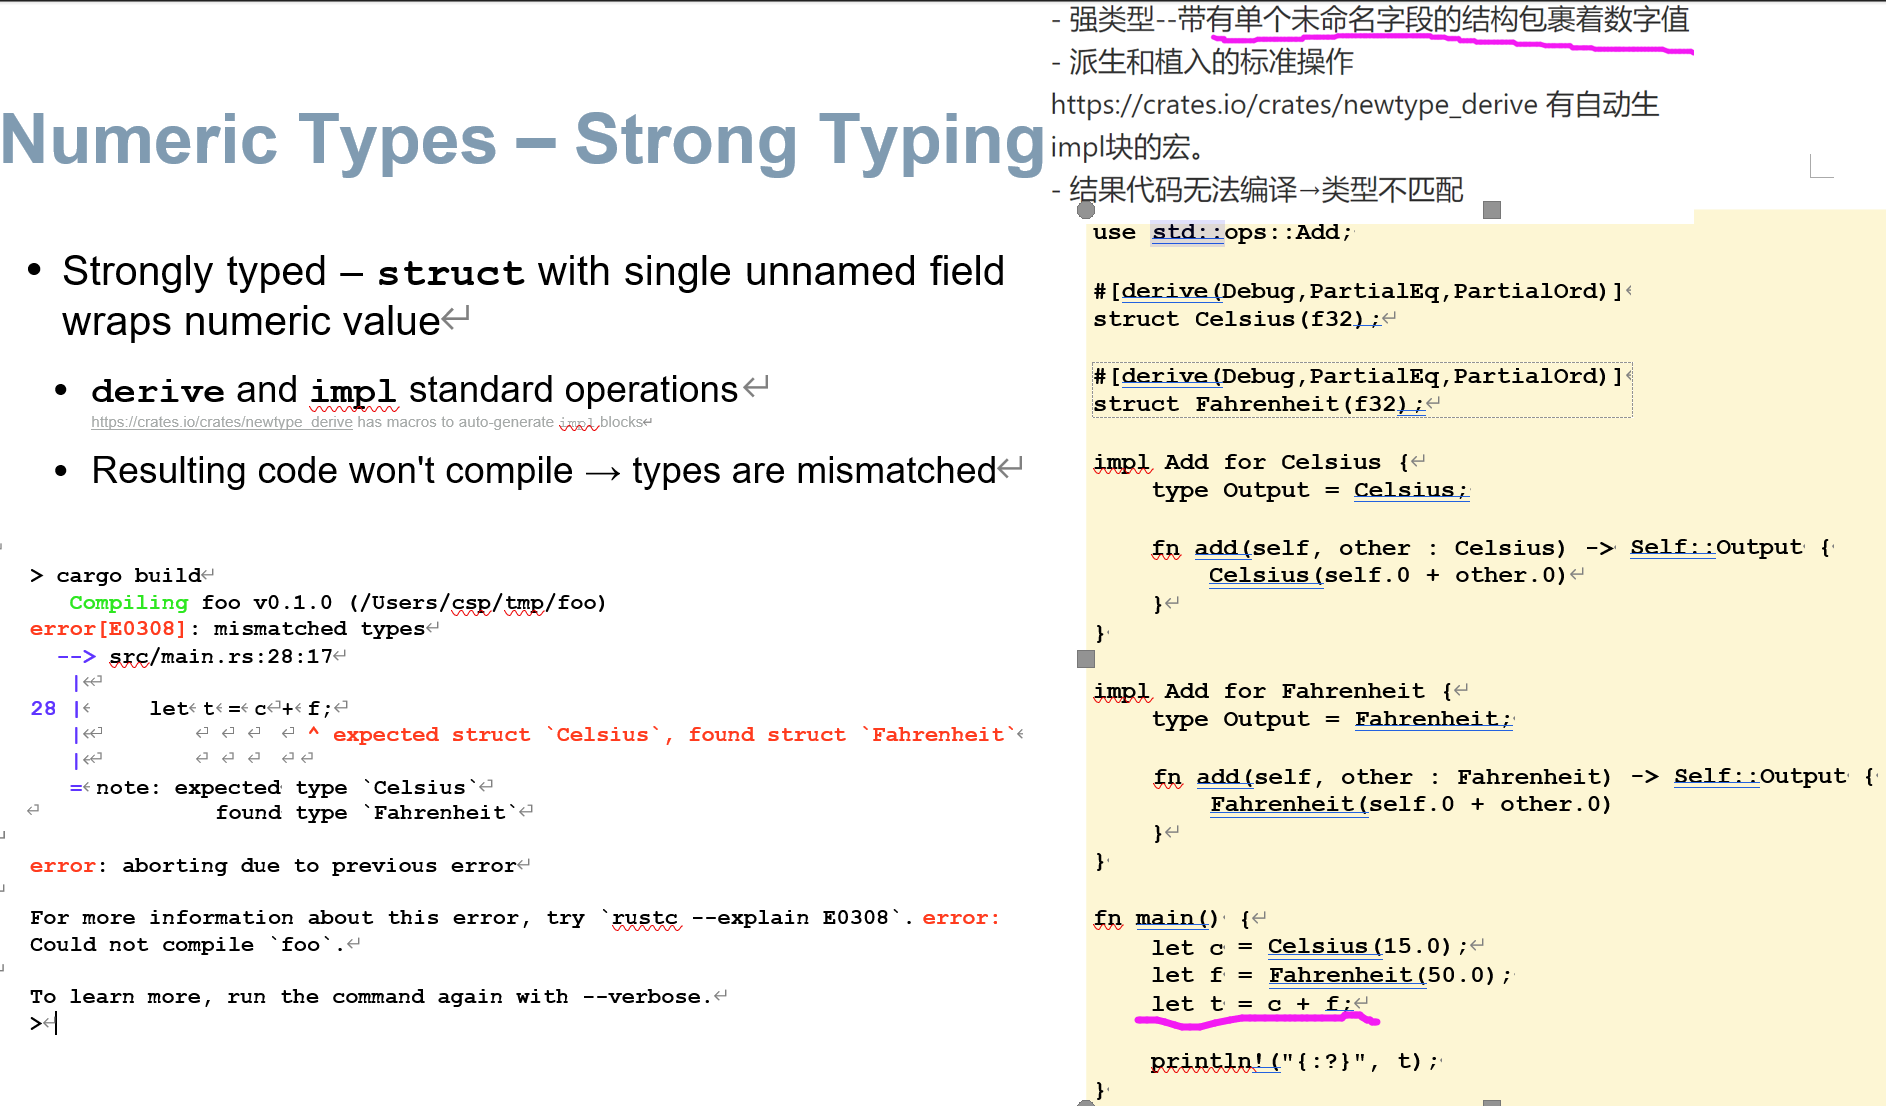 - 强类型--带有单个未命名字段的结构包裹着数字值
- 派生和植入的标准操作
https://crates.io/crates/newtype_derive 有自动生
impl块的宏。
- 结果代码无法编译→类型不匹配
Numeric Types – Strong Typing
• Strongly typed – struct with single unnamed field
wraps numeric value
• derive and impl standard operations
https://crates.io/crates/newtype_derive has macros to auto-generate impl blocks
• Resulting code won't compile → types are mismatched
> cargo build
Compiling foo v0.1.0 (/Users/csp/tmp/foo)
error[E0308]: mismatched types
--> src/main.rs:28:17
|
28 | let t = c + f;
| ^ expected struct `Celsius`, found struct `Fahrenheit`
|
= note: expected type `Celsius`
found type `Fahrenheit`
error: aborting due to previous error
For more information about this error, try `rustc --explain E0308`. error:
Could not compile `foo`.
To learn more, run the command again with --verbose.
>
use std::ops::Add;
#[derive(Debug,PartialEq,PartialOrd)]
struct Celsius(f32);
#[derive(Debug,PartialEq,PartialOrd)]
struct Fahrenheit(f32);
impl Add for Celsius {
type Output = Celsius;
fn add(self, other : Celsius) -> Self::Output {
Celsius(self.0 + other.0)
}
}
impl Add for Fahrenheit {
type Output = Fahrenheit;
fn add(self, other : Fahrenheit) -> Self::Output {
Fahrenheit(self.0 + other.0)
}
}
fn main() {
let c = Celsius(15.0);
let f = Fahrenheit(50.0);
let t = c + f;
println!("{:?}", t);
}